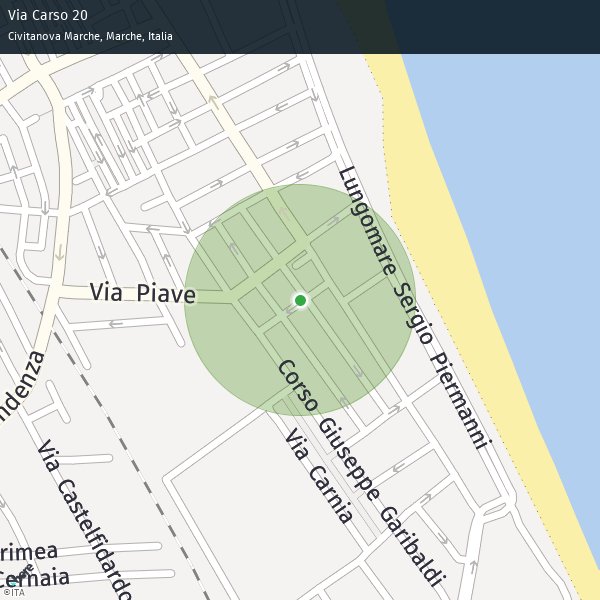 Via Carso 20
Civitanova Marche, Marche, Italia
Lungomare Sergio Piermanni
Via Piave
Corso Giuseppe Garibaldi
Via Carnia
Via Castelfidardo
ndenza
rimea
Cernaia
©ITA